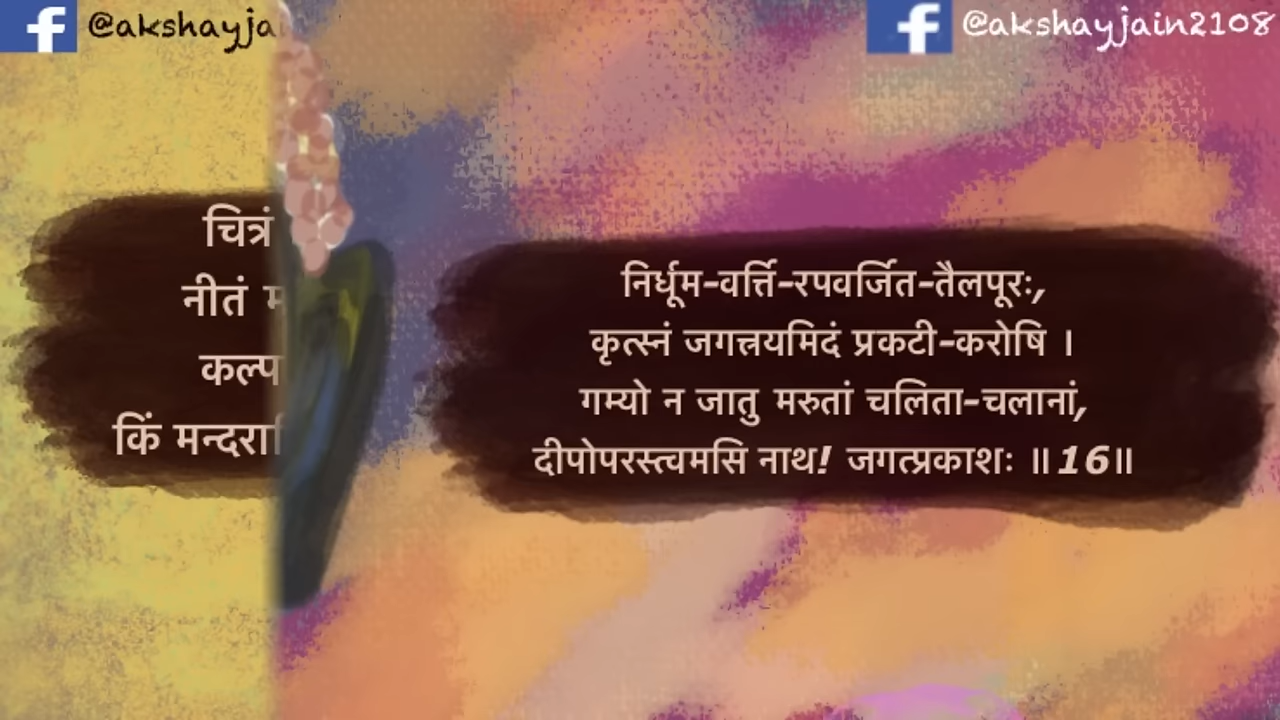 @akshayja
@akshayjain2108
चित्रं
नीतं
कल्प
किं मन्दरा
निर्धूम-वर्त्ति-रपवर्जित-तैलपूरः,
कृत्स्नं जगत्त्रयमिदं प्रकटी-करोषि ।
गम्यो न जातु मरुतां चलिता-चलानां,
दीपोपरस्त्वमसि नाथ! जगत्प्रकाशः ॥16॥